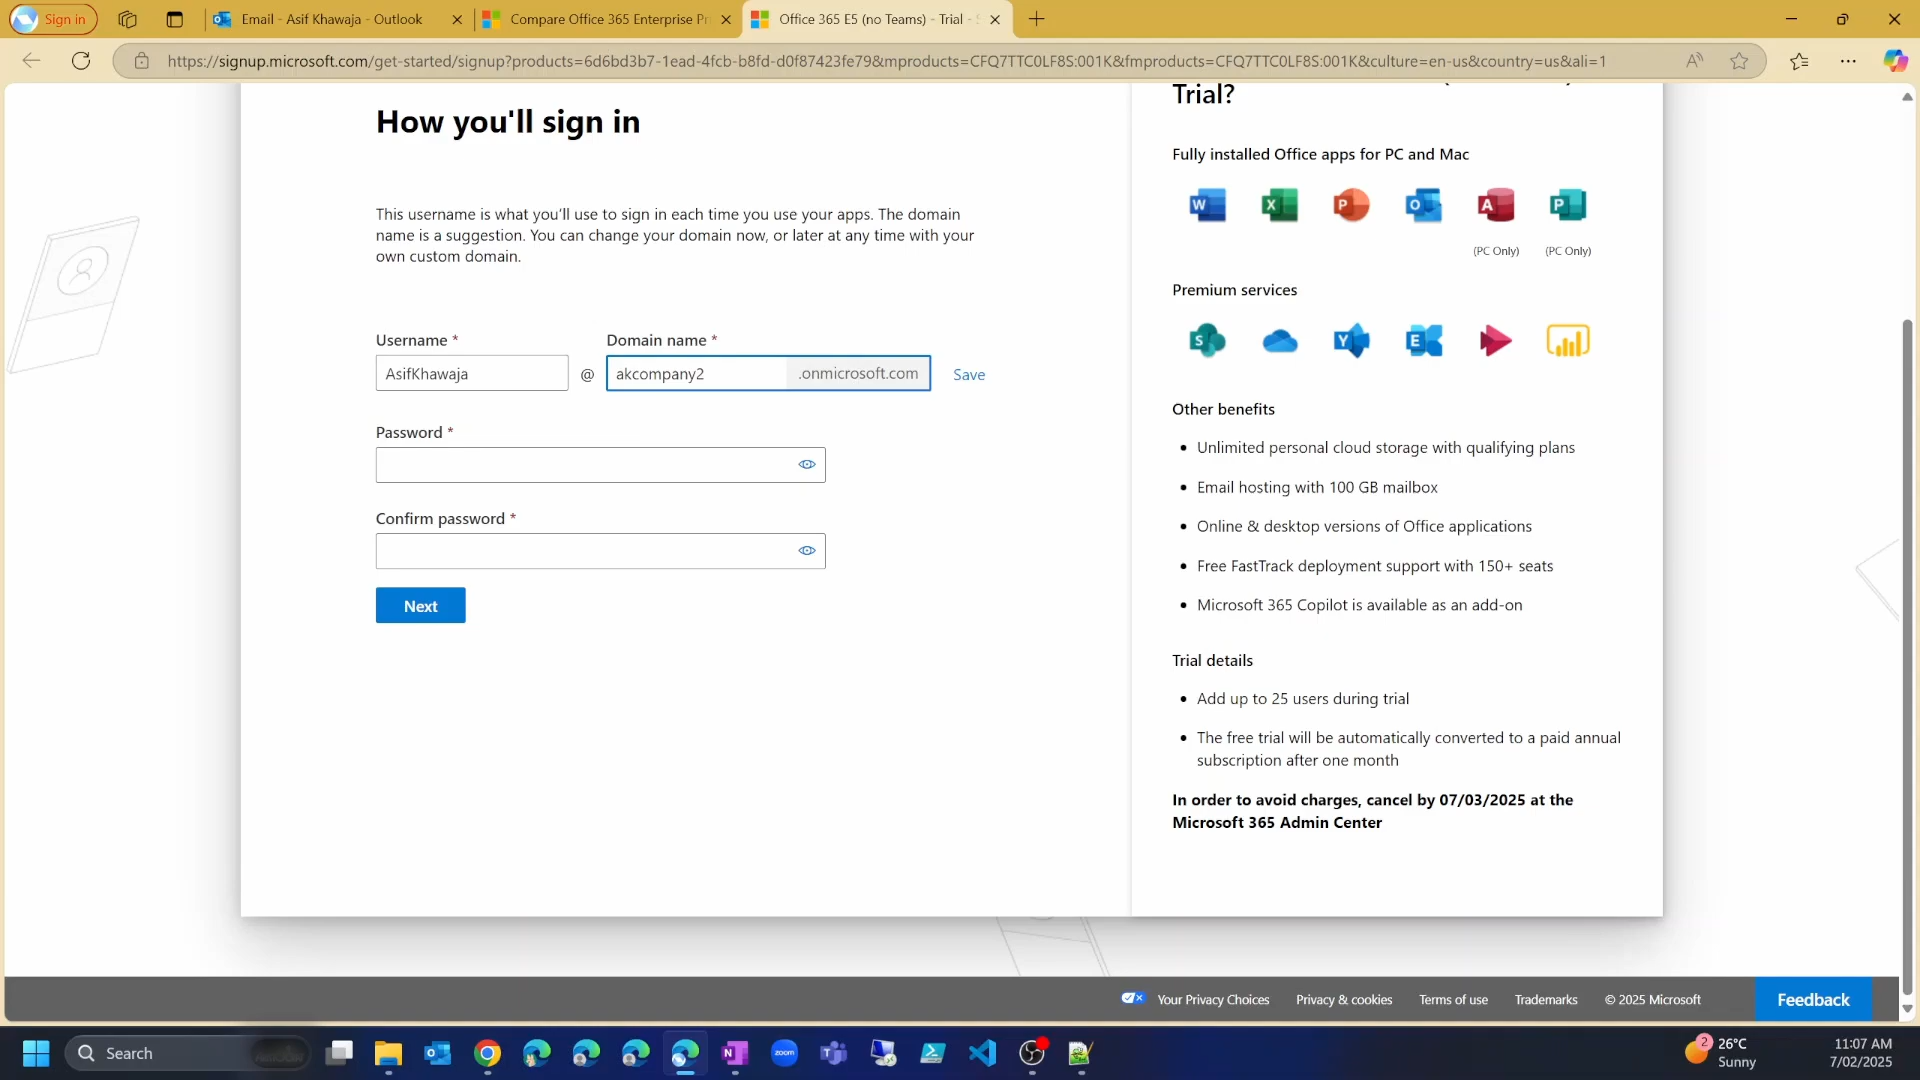 Sign in
Email - Asif Khawaja - Outlook
Compare Office 365 Enterprise Pr
Office 365 E5 (no Teams) - Trial - S
https://signup.microsoft.com/get-started/signup?products=6d6bd3b7-1ead-4fcb-b8fd-d0f87423fe79&mproducts=CFQ7TTC0LF8S:001K&fmproducts=CFQ7TTC0LF8S:001K&culture=en-us&country=us&ali=1
How you'll sign in
This username is what you'll use to sign in each time you use your apps. The domain
name is a suggestion. You can change your domain now, or later at any time with your
own custom domain.
Username *
Domain name *
AsifKhawaja
@
akcompany2
.onmicrosoft.com
Save
Password *
Confirm password *
Next
Trial?
Fully installed Office apps for PC and Mac
(PC Only)
(PC Only)
Premium services
Other benefits
• Unlimited personal cloud storage with qualifying plans
• Email hosting with 100 GB mailbox
• Online & desktop versions of Office applications
• Free FastTrack deployment support with 150+ seats
• Microsoft 365 Copilot is available as an add-on
Trial details
• Add up to 25 users during trial
• The free trial will be automatically converted to a paid annual
subscription after one month
In order to avoid charges, cancel by 07/03/2025 at the
Microsoft 365 Admin Center
Your Privacy Choices
Privacy & cookies
Terms of use
Trademarks
© 2025 Microsoft
Feedback
Search
zoom
2
26°C
Sunny
11:07 AM
7/02/2025